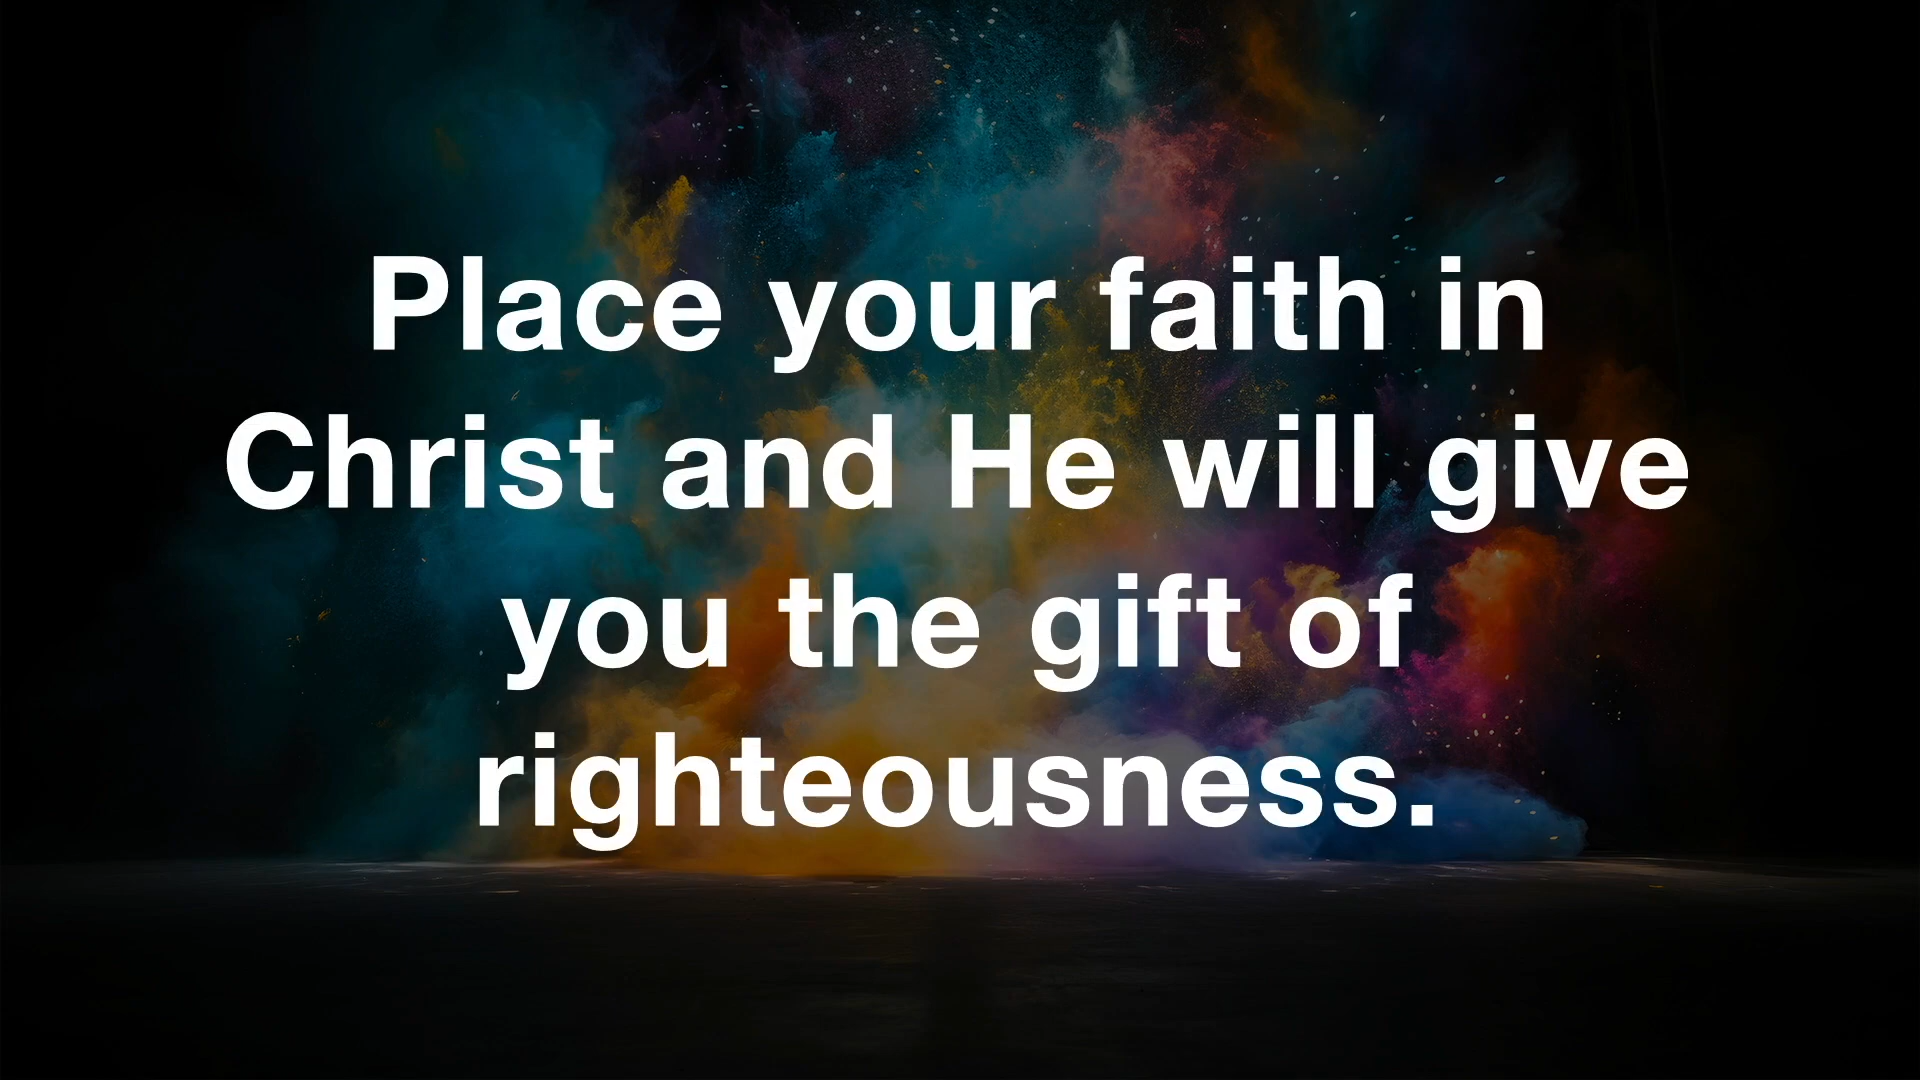 Place your faith in
Christ and He will give
you the gift of
righteousness.